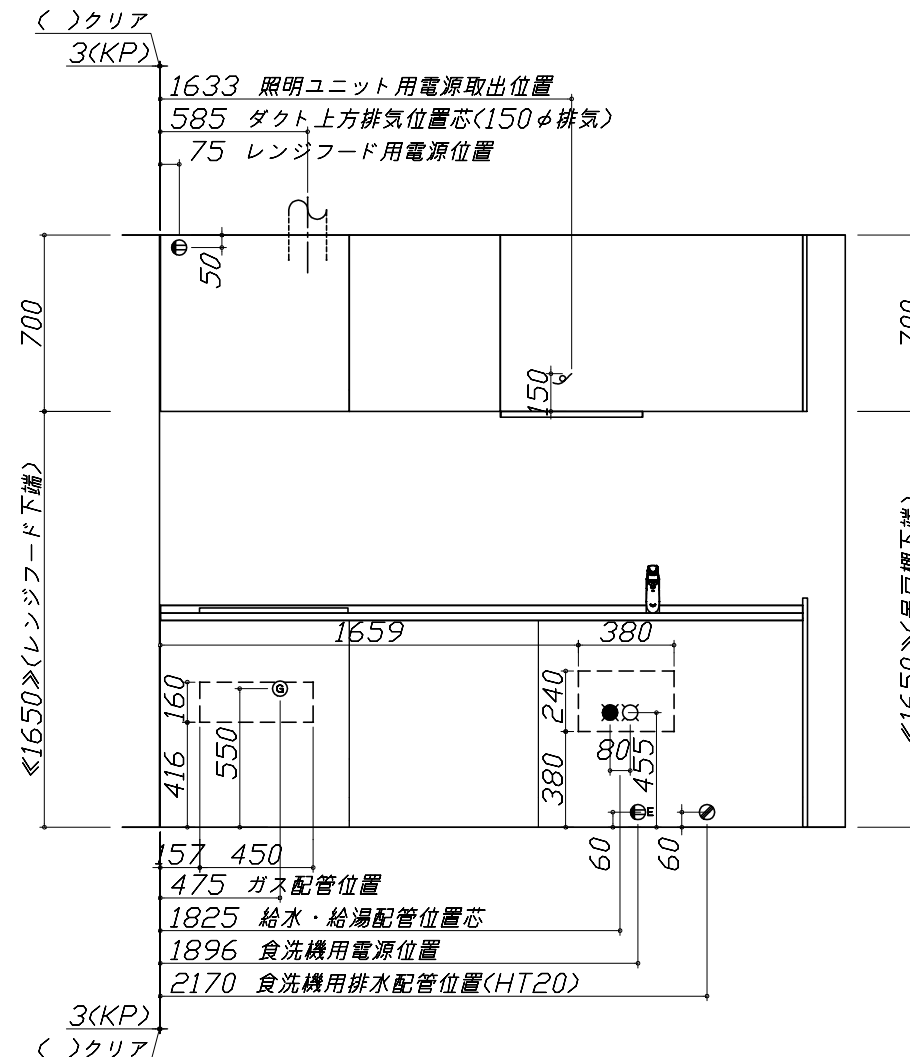 ( )クリア
3(KP)
1633 照明ユニット用電源取出位置
585 ダクト上方排気位置芯(150φ排気)
75 レンジフード用電源位置
50
700
700
150
≪1650≫(レンジフード下端)
≪1650≫(吊戸棚下端)
1659
380
160
G
550
416
240
80
455
380
E
60
60
157
450
475 ガス配管位置
1825 給水・給湯配管位置芯
1896 食洗機用電源位置
2170 食洗機用排水配管位置(HT20)
3(KP)
( )クリア